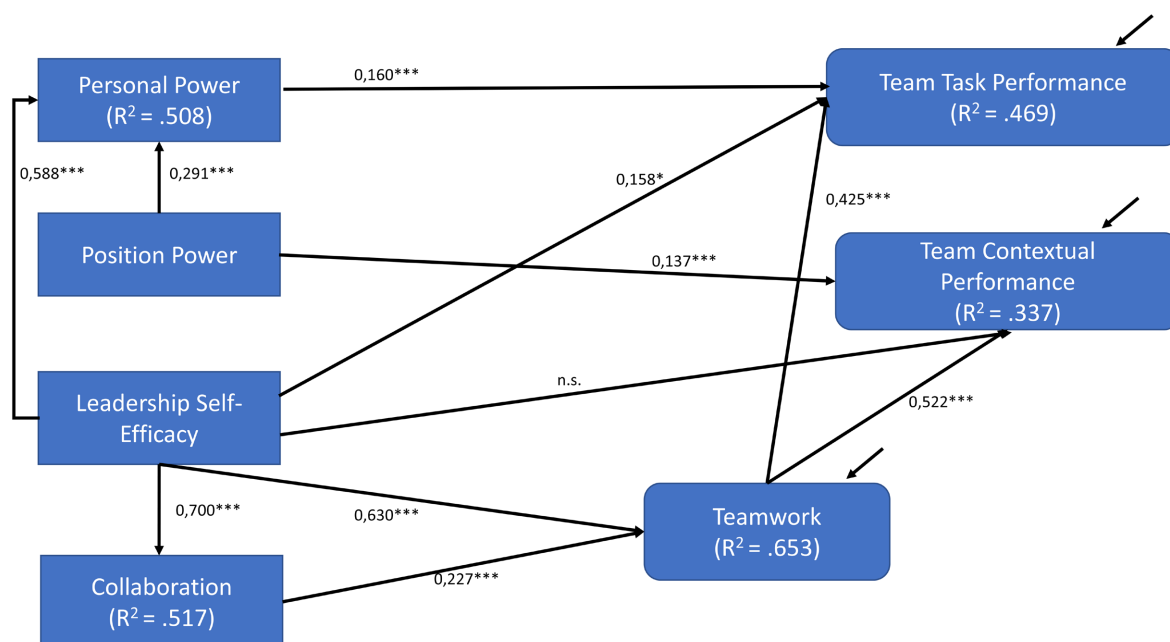 Personal Power
(R² = .508)
0,160***
Team Task Performance
(R² = .469)
0,588***
0,291***
0,158*
0,425***
Position Power
0,137***
Team Contextual
Performance
(R² = .337)
Leadership Self-
Efficacy
n.s.
0,522***
0,700***
0,630***
Teamwork
(R² = .653)
Collaboration
(R² = .517)
0,227***